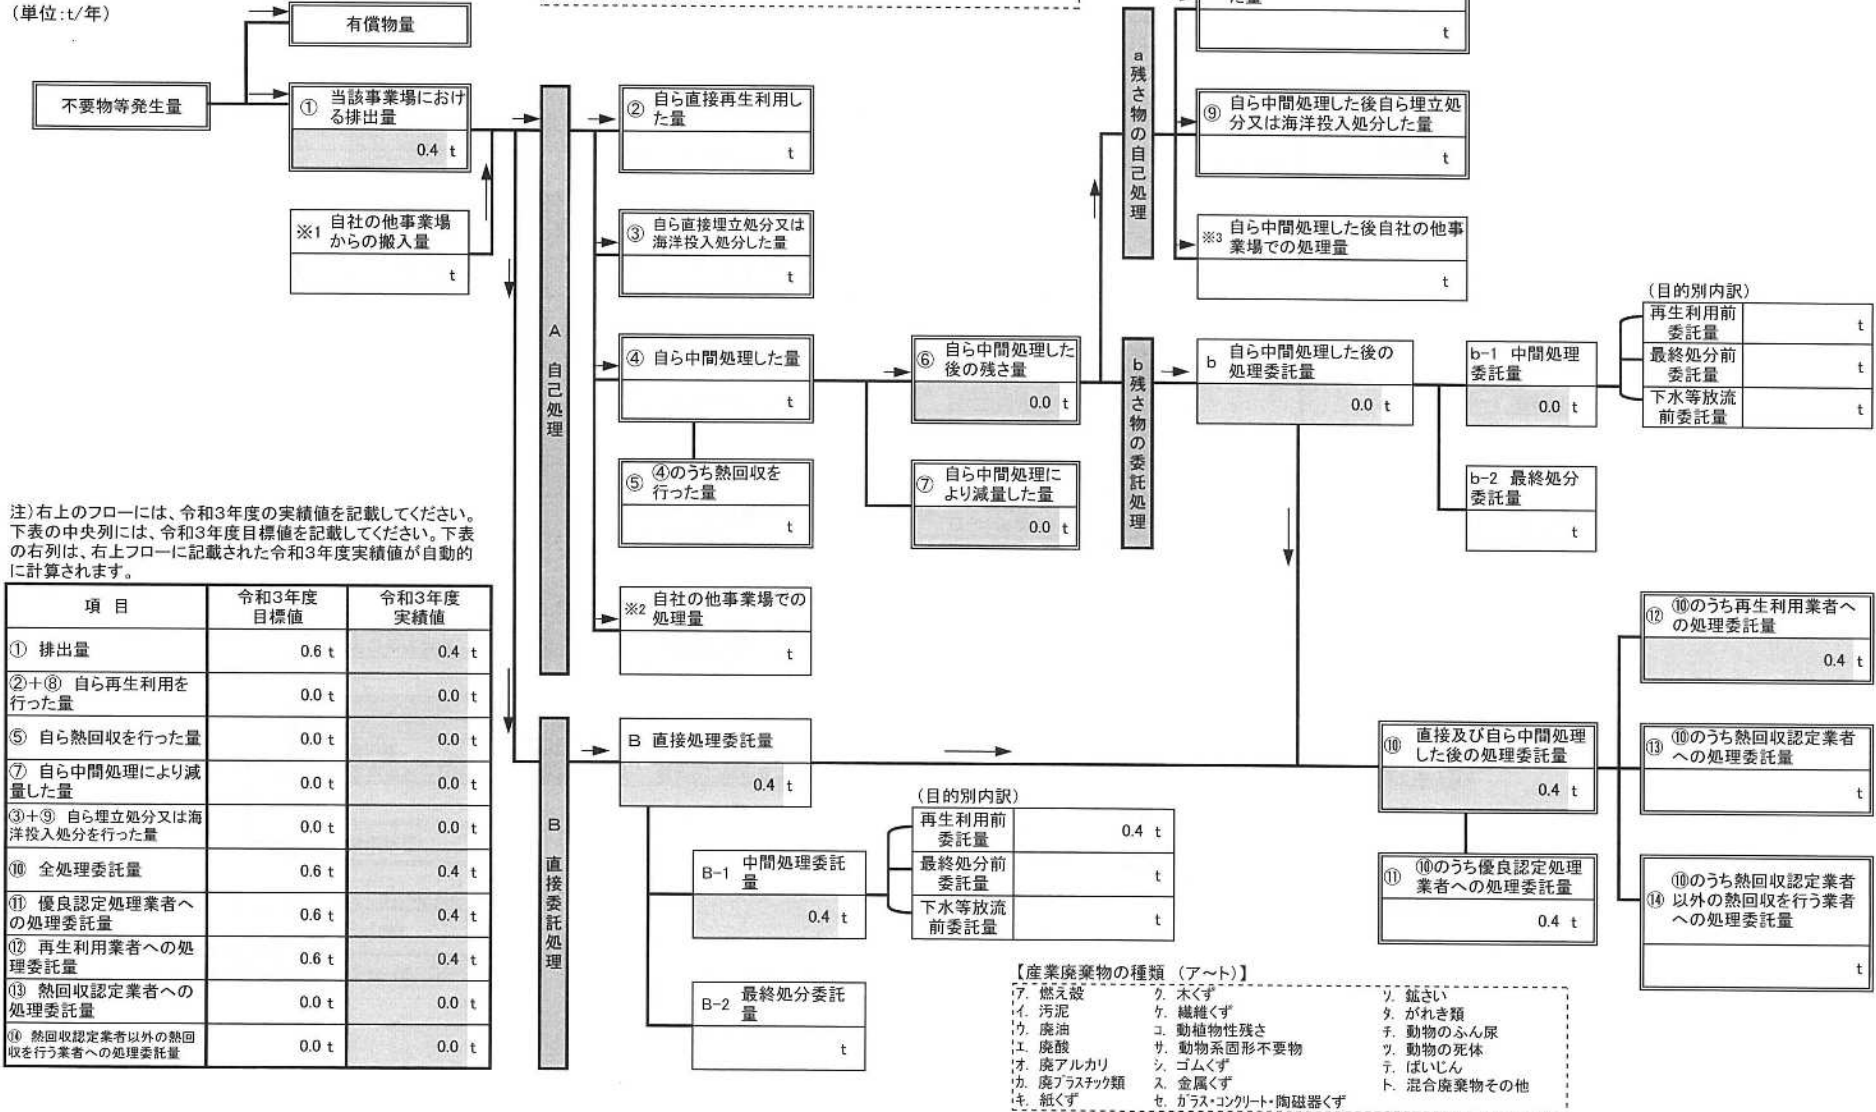 (単位:t/年)
有償物量
不要物等発生量
① 当該事業場におけ
る排出量
0.4 t
※1 自社の他事業場
からの搬入量
t
A 自己処理
② 自ら直接再生利用し
た量
t
③ 自ら直接埋立処分又は
海洋投入処分した量
t
④ 自ら中間処理した量
t
⑤ ④のうち熱回収を
行った量
t
※2 自社の他事業場での
処理量
t
⑥ 自ら中間処理した
後の残さ量
0.0 t
⑦ 自ら中間処理に
より減量した量
0.0 t
a 残さ物の自己処理
た量
t
⑨ 自ら中間処理した後自ら埋立処
分又は海洋投入処分した量
t
※3 自ら中間処理した後自社の他事
業場での処理量
t
b 残さ物の委託処理
b 自ら中間処理した後の
処理委託量
0.0 t
b-1 中間処理
委託量
0.0 t
b-2 最終処分
委託量
t
(目的別内訳)
再生利用前
委託量
t
最終処分前
委託量
t
下水等放流
前委託量
t
注)右上のフローには、令和3年度の実績値を記載してください。
下表の中央列には、令和3年度目標値を記載してください。下表
の右列は、右上フローに記載された令和3年度実績値が自動的
に計算されます。
項 目 令和3年度
目標値 令和3年度
実績値
① 排出量 0.6 t 0.4 t
②+⑧ 自ら再生利用を
行った量 0.0 t 0.0 t
⑤ 自ら熱回収を行った量 0.0 t 0.0 t
⑦ 自ら中間処理により減
量した量 0.0 t 0.0 t
③+⑨ 自ら埋立処分又は海
洋投入処分を行った量 0.0 t 0.0 t
⑩ 全処理委託量 0.6 t 0.4 t
⑪ 優良認定処理業者へ
の処理委託量 0.6 t 0.4 t
⑫ 再生利用業者への処
理委託量 0.6 t 0.4 t
⑬ 熱回収認定業者への
処理委託量 0.0 t 0.0 t
⑭ 熱回収認定業者以外の熱回
収を行う業者への処理委託量 0.0 t 0.0 t
B 直接委託処理
B 直接処理委託量
0.4 t
B-1 中間処理委託
量
0.4 t
B-2 最終処分委託
量
t
(目的別内訳)
再生利用前
委託量
0.4 t
最終処分前
委託量
t
下水等放流
前委託量
t
⑩ 直接及び自ら中間処理
した後の処理委託量
0.4 t
⑪ ⑩のうち優良認定処理
業者への処理委託量
0.4 t
⑫ ⑩のうち再生利用業者へ
の処理委託量
0.4 t
⑬ ⑩のうち熱回収認定業者
への処理委託量
t
⑭ ⑩のうち熱回収認定業者
以外の熱回収を行う業者
への処理委託量
t
【産業廃棄物の種類 (ア~ト)】
ア. 燃え殻
イ. 汚泥
ウ. 廃油
エ. 廃酸
オ. 廃アルカリ
カ. 廃プラスチック類
キ. 紙くず
ク. 木くず
ケ. 繊維くず
コ. 動植物性残さ
サ. 動物系固形不要物
シ. ゴムくず
ス. 金属くず
セ. ガラス・コンクリート・陶磁器くず
ソ. 鉱さい
タ. がれき類
チ. 動物のふん尿
ツ. 動物の死体
テ. ばいじん
ト. 混合廃棄物その他